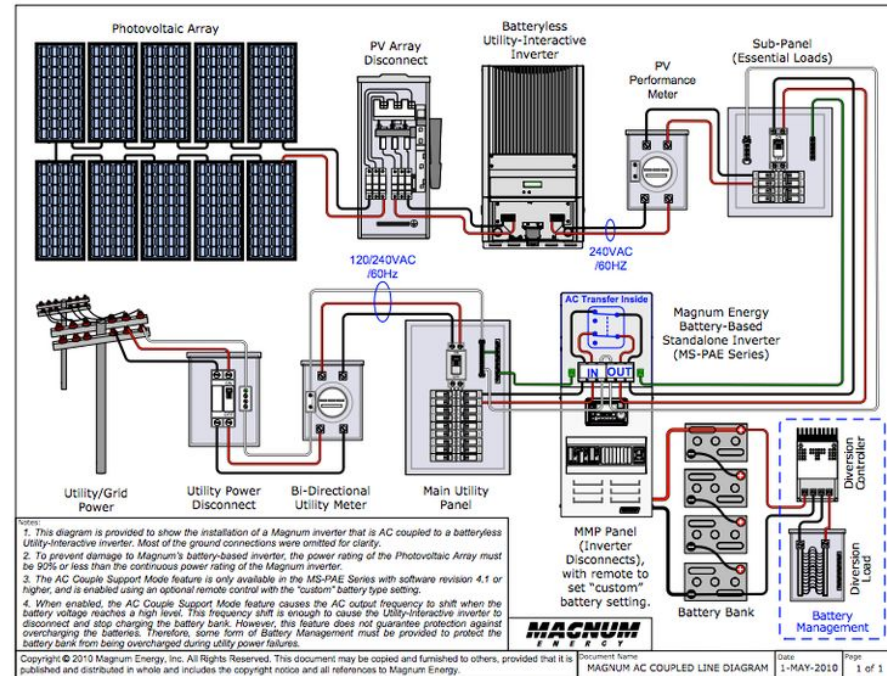 Photovoltaic Array
PV Array
Disconnect
Batteryless
Utility-Interactive
Inverter
PV
Performance
Meter
Sub-Panel
(Essential Loads)
120/240VAC
/60Hz
240VAC
/60HZ
AC Transfer Inside
IN OUT
Magnum Energy
Battery-Based
Standalone Inverter
(MS-PAE Series)
Utility/Grid
Power
Utility Power
Disconnect
Bi-Directional
Utility Meter
Main Utility
Panel
MMP Panel
(Inverter
Disconnects),
with remote to
set "custom"
battery setting.
Battery Bank
Diversion
Controller
Diversion
Load
Battery
Management
Notes:
1. This diagram is provided to show the installation of a Magnum inverter that is AC coupled to a batteryless
Utility-Interactive inverter. Most of the ground connections were omitted for clarity.
2. To prevent damage to Magnum's battery-based inverter, the power rating of the Photovoltaic Array must
be 90% or less than the continuous power rating of the Magnum inverter.
3. The AC Couple Support Mode feature is only available in the MS-PAE Series with software revision 4.1 or
higher, and is enabled using an optional remote control with the "custom" battery type setting.
4. When enabled, the AC Couple Support Mode feature causes the AC output frequency to shift when the
battery voltage reaches a high level. This frequency shift is enough to cause the Utility-Interactive inverter to
disconnect and stop charging the battery bank. However, this feature does not guarantee protection against
overcharging the batteries. Therefore, some form of Battery Management must be provided to protect the
battery bank from being overcharged during utility power failures.
MAGNUM
ENERGY
Copyright © 2010 Magnum Energy, Inc. All Rights Reserved. This document may be copied and furnished to others, provided that it is
published and distributed in whole and includes the copyright notice and all references to Magnum Energy.
Document Name
MAGNUM AC COUPLED LINE DIAGRAM
Date
1-MAY-2010
Page
1 of 1